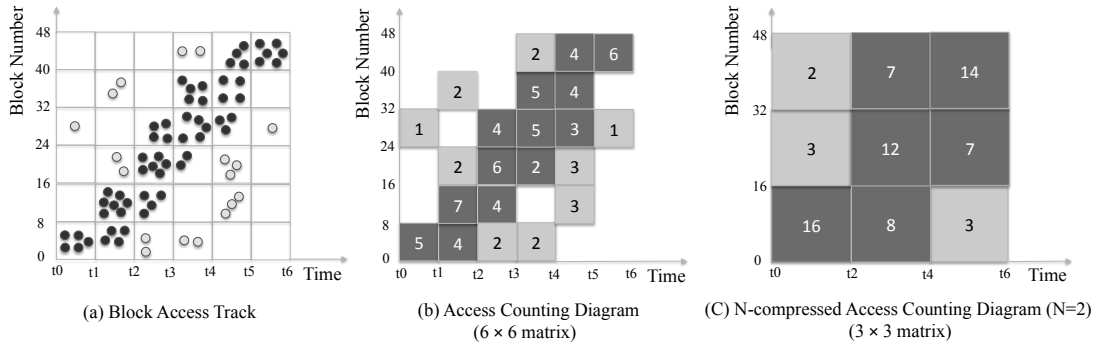 Block Number
48
40
32
24
16
8
0
t0 t1 t2 t3 t4 t5 t6 Time
(a) Block Access Track
Block Number
48
40
32
24
16
8
0
2 4 6
2 5 4
1 4 5 3 1
2 6 2 3
7 4 3
5 4 2 2
t0 t1 t2 t3 t4 t5 t6 Time
(b) Access Counting Diagram
(6 × 6 matrix)
Block Number
48
32
16
0
2 7 14
3 12 7
16 8 3
t0 t2 t4 t6 Time
(C) N-compressed Access Counting Diagram (N=2)
(3 × 3 matrix)